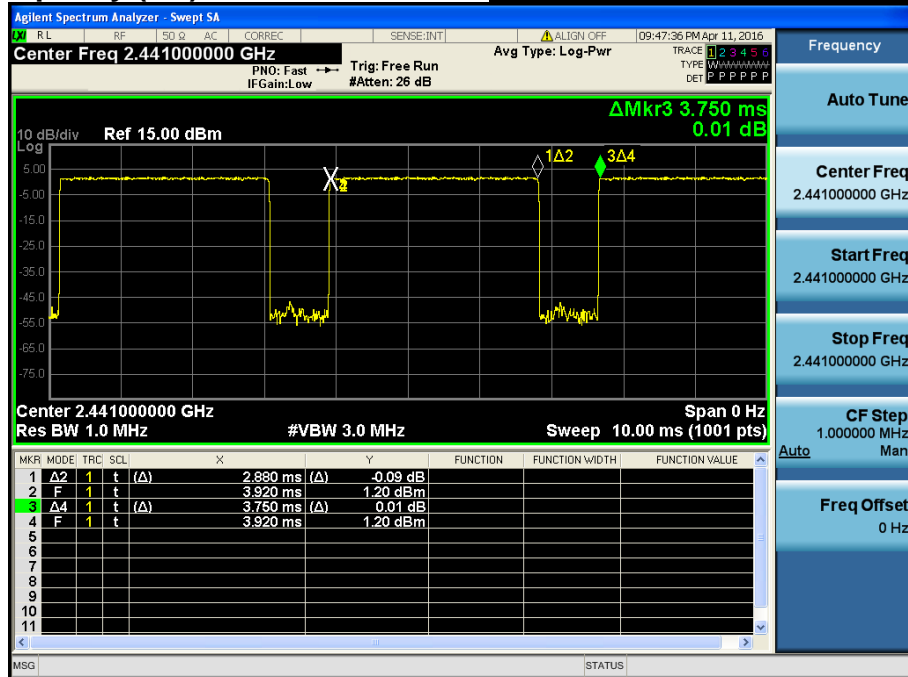 Agilent Spectrum Analyzer - Swept SA
LXI RL RF 50 Ω AC CORREC SENSE:INT ALIGN OFF 09:47:36 PM Apr 11, 2016
Center Freq 2.441000000 GHz
PNO: Fast
IFGain:Low
Trig: Free Run
#Atten: 26 dB
Avg Type: Log-Pwr
TRACE 1 2 3 4 5 6
TYPE WWWWWW
DET P P P P P P
ΔMkr3 3.750 ms
0.01 dB
10 dB/div Ref 15.00 dBm
Log
5.00
-5.00
-15.0
-25.0
-35.0
-45.0
-55.0
-65.0
-75.0
1Δ2
3Δ4
Center 2.441000000 GHz Span 0 Hz
Res BW 1.0 MHz #VBW 3.0 MHz Sweep 10.00 ms (1001 pts)
MKR MODE TRC SCL X Y FUNCTION FUNCTION WIDTH FUNCTION VALUE
1 Δ2 1 t (Δ) 2.880 ms (Δ) -0.09 dB
2 F 1 t 3.920 ms 1.20 dBm
3 Δ4 1 t (Δ) 3.750 ms (Δ) 0.01 dB
4 F 1 t 3.920 ms 1.20 dBm
5
6
7
8
9
10
11
MSG STATUS
Frequency
Auto Tune
Center Freq
2.441000000 GHz
Start Freq
2.441000000 GHz
Stop Freq
2.441000000 GHz
CF Step
1.000000 MHz
Auto Man
Freq Offset
0 Hz